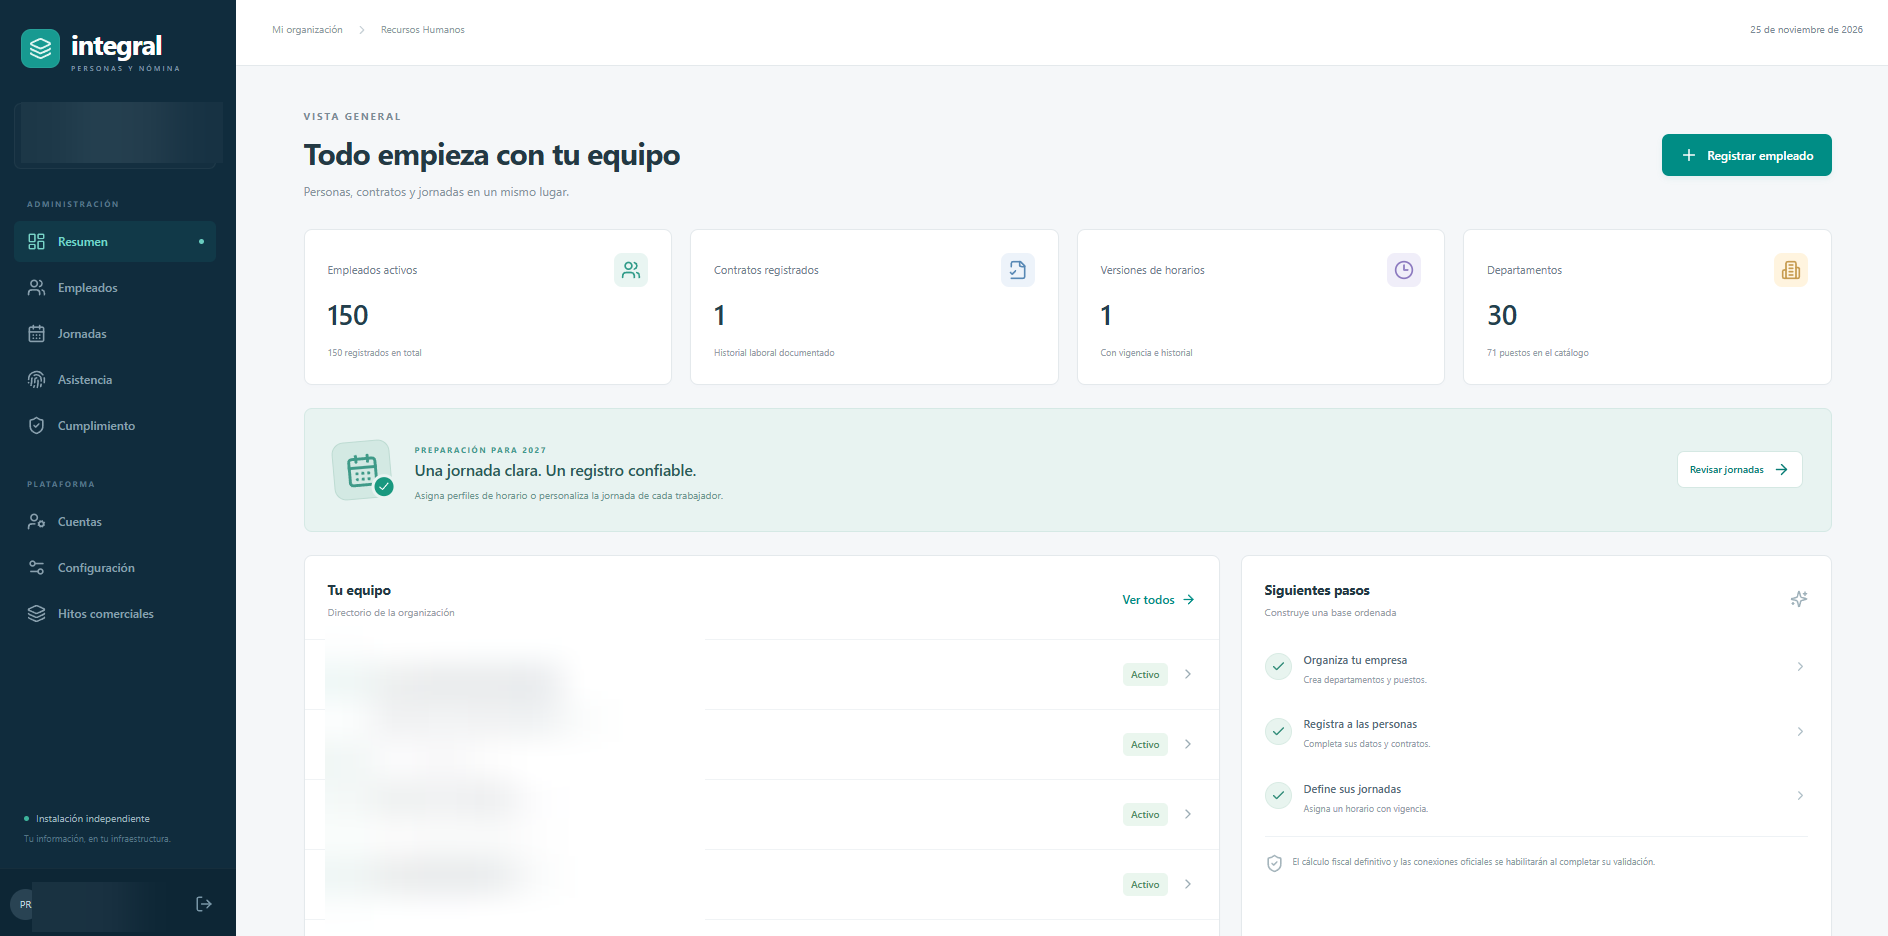 integral
PERSONAS Y NÓMINA
ADMINISTRACIÓN
Resumen
Empleados
Jornadas
Asistencia
Cumplimiento
PLATAFORMA
Cuentas
Configuración
Hitos comerciales
Instalación independiente
Tu información, en tu infraestructura.
PR
Mi organización
Recursos Humanos
25 de noviembre de 2026
VISTA GENERAL
Todo empieza con tu equipo
Personas, contratos y jornadas en un mismo lugar.
Registrar empleado
Empleados activos
150
150 registrados en total
Contratos registrados
1
Historial laboral documentado
Versiones de horarios
1
Con vigencia e historial
Departamentos
30
71 puestos en el catálogo
PREPARACIÓN PARA 2027
Una jornada clara. Un registro confiable.
Asigna perfiles de horario o personaliza la jornada de cada trabajador.
Revisar jornadas
Tu equipo
Directorio de la organización
Ver todos
Activo
Activo
Activo
Activo
Siguientes pasos
Construye una base ordenada
Organiza tu empresa
Crea departamentos y puestos.
Registra a las personas
Completa sus datos y contratos.
Define sus jornadas
Asigna un horario con vigencia.
El cálculo fiscal definitivo y las conexiones oficiales se habilitarán al completar su validación.